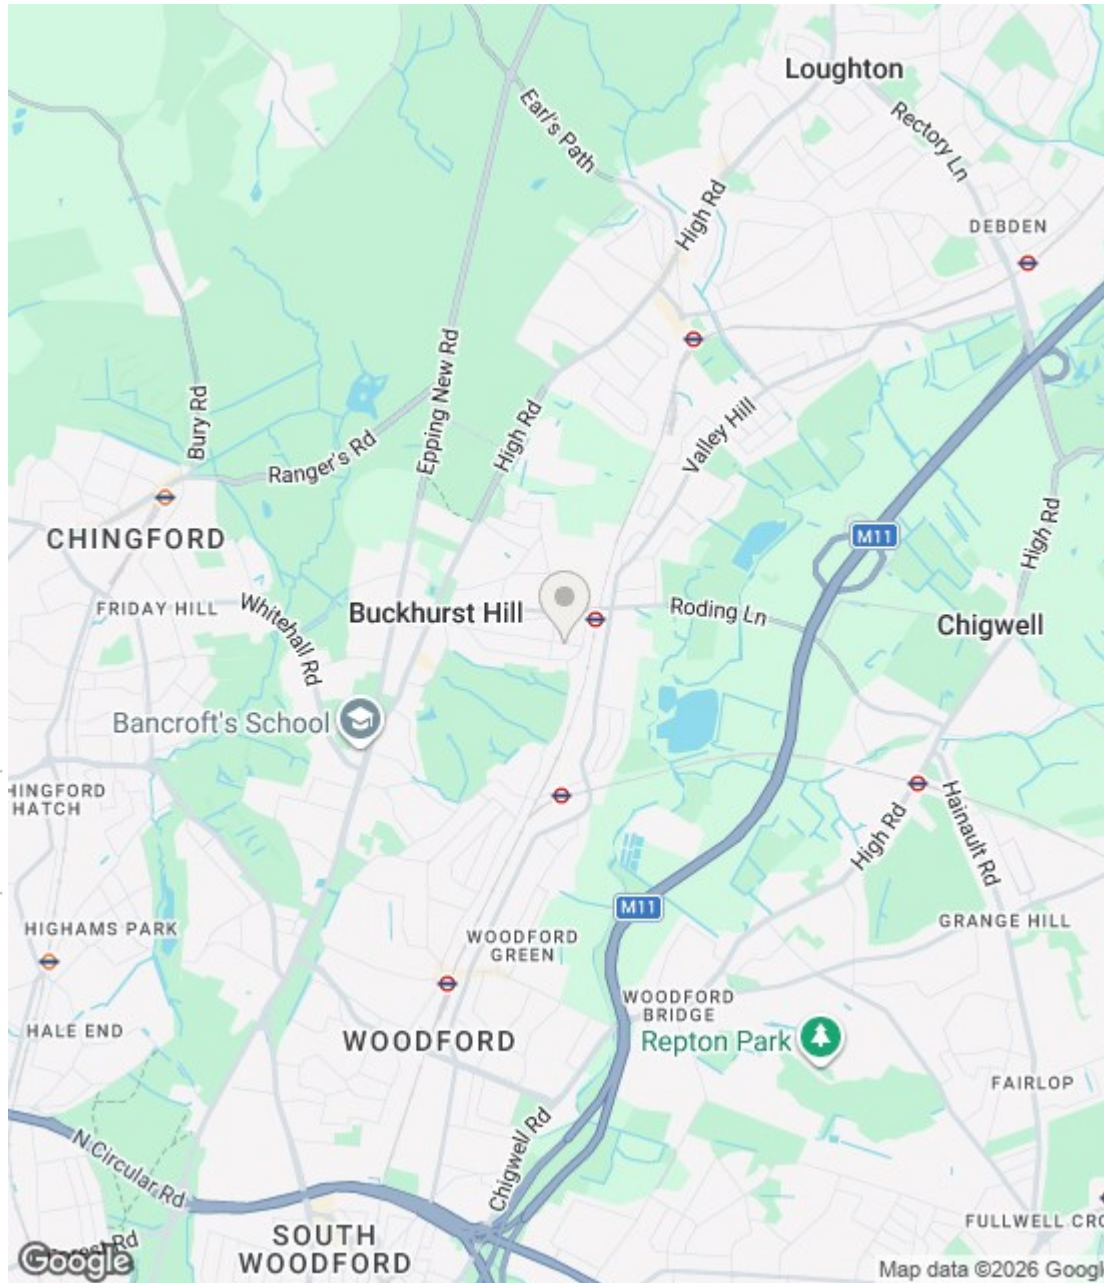 Loughton
Earl's Path
Rectory Ln
High Rd
DEBDEN
Epping New Rd
Bury Rd
Ranger's Rd
High Rd
Valley Hill
High Rd
CHINGFORD
M11
FRIDAY HILL
Whitehall Rd
Buckhurst Hill
Roding Ln
Chigwell
Bancroft's School
HINGFORD
HATCH
Hainault Rd
High Rd
M11
HIGHAMS PARK
WOODFORD
GREEN
GRANGE HILL
WOODFORD
BRIDGE
HALE END
WOODFORD
Repton Park
FAIRLOP
N Circular Rd
Chigwell Rd
SOUTH
WOODFORD
FULLWELL CRO
Rd
Google
Map data ©2026 Google